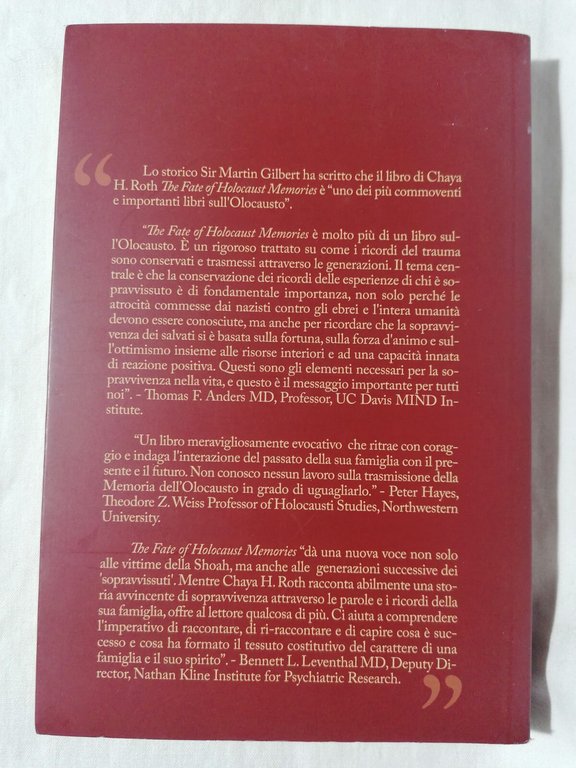 “
Lo storico Sir Martin Gilbert ha scritto che il libro di Chaya
H. Roth The Fate of Holocaust Memories è “uno dei più commoventi
e importanti libri sull'Olocausto”.
“The Fate of Holocaust Memories è molto più di un libro sul-
l'Olocausto. È un rigoroso trattato su come i ricordi del trauma
sono conservati e trasmessi attraverso le generazioni. Il tema cen-
trale è che la conservazione dei ricordi delle esperienze di chi è so-
pravvissuto è di fondamentale importanza, non solo perché le
atrocità commesse dai nazisti contro gli ebrei e l'intera umanità
devono essere conosciute, ma anche per ricordare che la sopravvi-
venza dei salvati si è basata sulla fortuna, sulla forza d'animo e sul-
l'ottimismo insieme alle risorse interiori e ad una capacità innata
di reazione positiva. Questi sono gli elementi necessari per la so-
pravvivenza nella vita, e questo è il messaggio importante per tutti
noi”. - Thomas F. Anders MD, Professor, UC Davis MIND In-
stitute.
“Un libro meravigliosamente evocativo che ritrae con corag-
gio e indaga l'interazione del passato della sua famiglia con il pre-
sente e il futuro. Non conosco nessun lavoro sulla trasmissione della
Memoria dell'Olocausto in grado di uguagliarlo.” - Peter Hayes,
Theodore Z. Weiss Professor of Holocausti Studies, Northwestern
University.
The Fate of Holocaust Memories “dà una nuova voce non solo
alle vittime della Shoah, ma anche alle generazioni successive dei
'sopravvissuti'. Mentre Chaya H. Roth racconta abilmente una sto-
ria avvincente di sopravvivenza attraverso le parole e i ricordi della
sua famiglia, offre al lettore qualcosa di più. Ci aiuta a comprendere
l'imperativo di raccontare, di ri-raccontare e di capire cosa è suc-
cesso e cosa ha formato il tessuto costitutivo del carattere di una
famiglia e il suo spirito”. - Bennett L. Leventhal MD, Deputy Di-
rector, Nathan Kline Institute for Psychiatric Research.
”